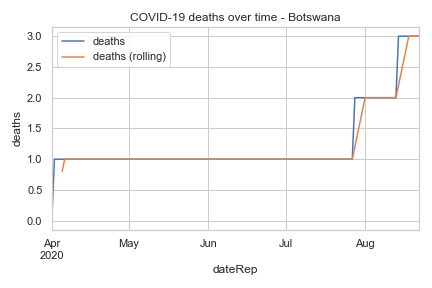 COVID-19 deaths over time - Botswana
deaths
deaths (rolling)
3.0
2.5
2.0
1.5
1.0
0.5
0.0
deaths
Apr
2020
May
Jun
Jul
Aug
dateRep